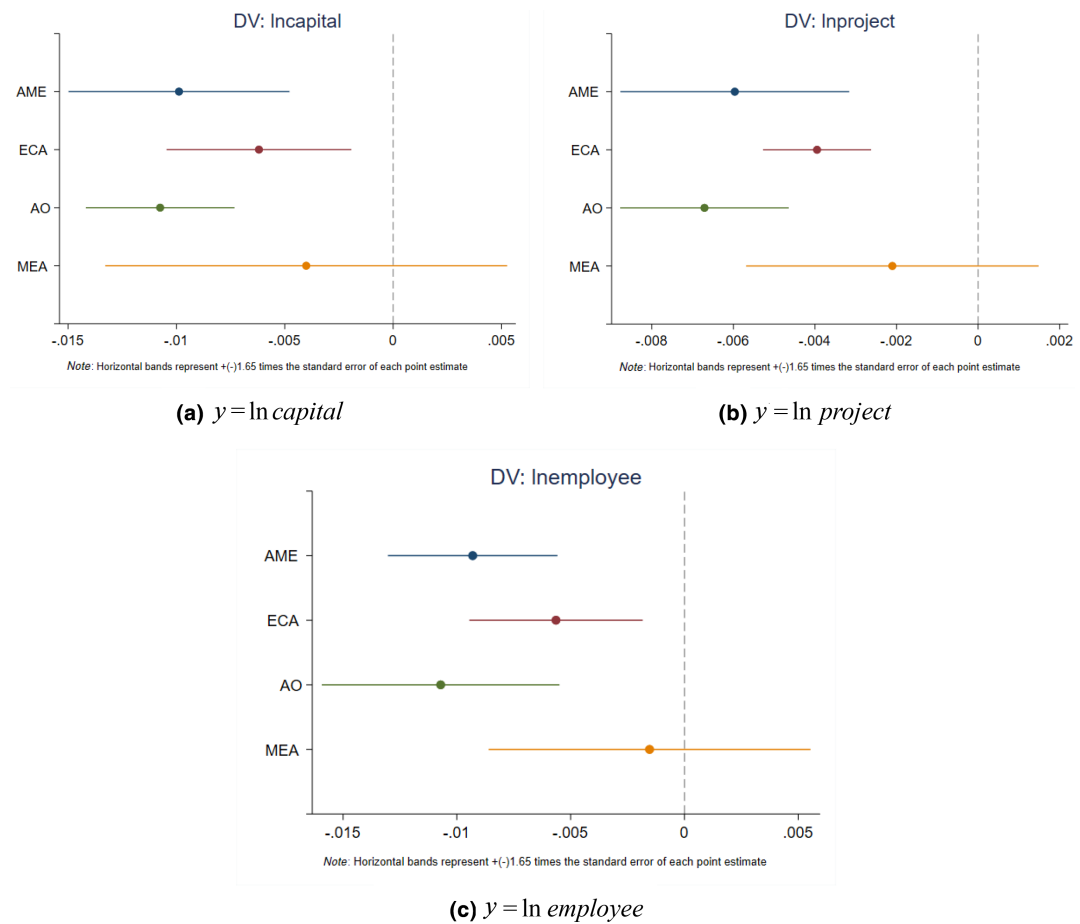 DV: lncapital
AME
ECA
AO
MEA
-.015 -.01 -.005 0 .005
Note: Horizontal bands represent +(-)1.65 times the standard error of each point estimate
(a) y = ln capital
DV: lnproject
AME
ECA
AO
MEA
-.008 -.006 -.004 -.002 0 .002
Note: Horizontal bands represent +(-)1.65 times the standard error of each point estimate
(b) y = ln project
DV: lnemployee
AME
ECA
AO
MEA
-.015 -.01 -.005 0 .005
Note: Horizontal bands represent +(-)1.65 times the standard error of each point estimate
(c) y = ln employee